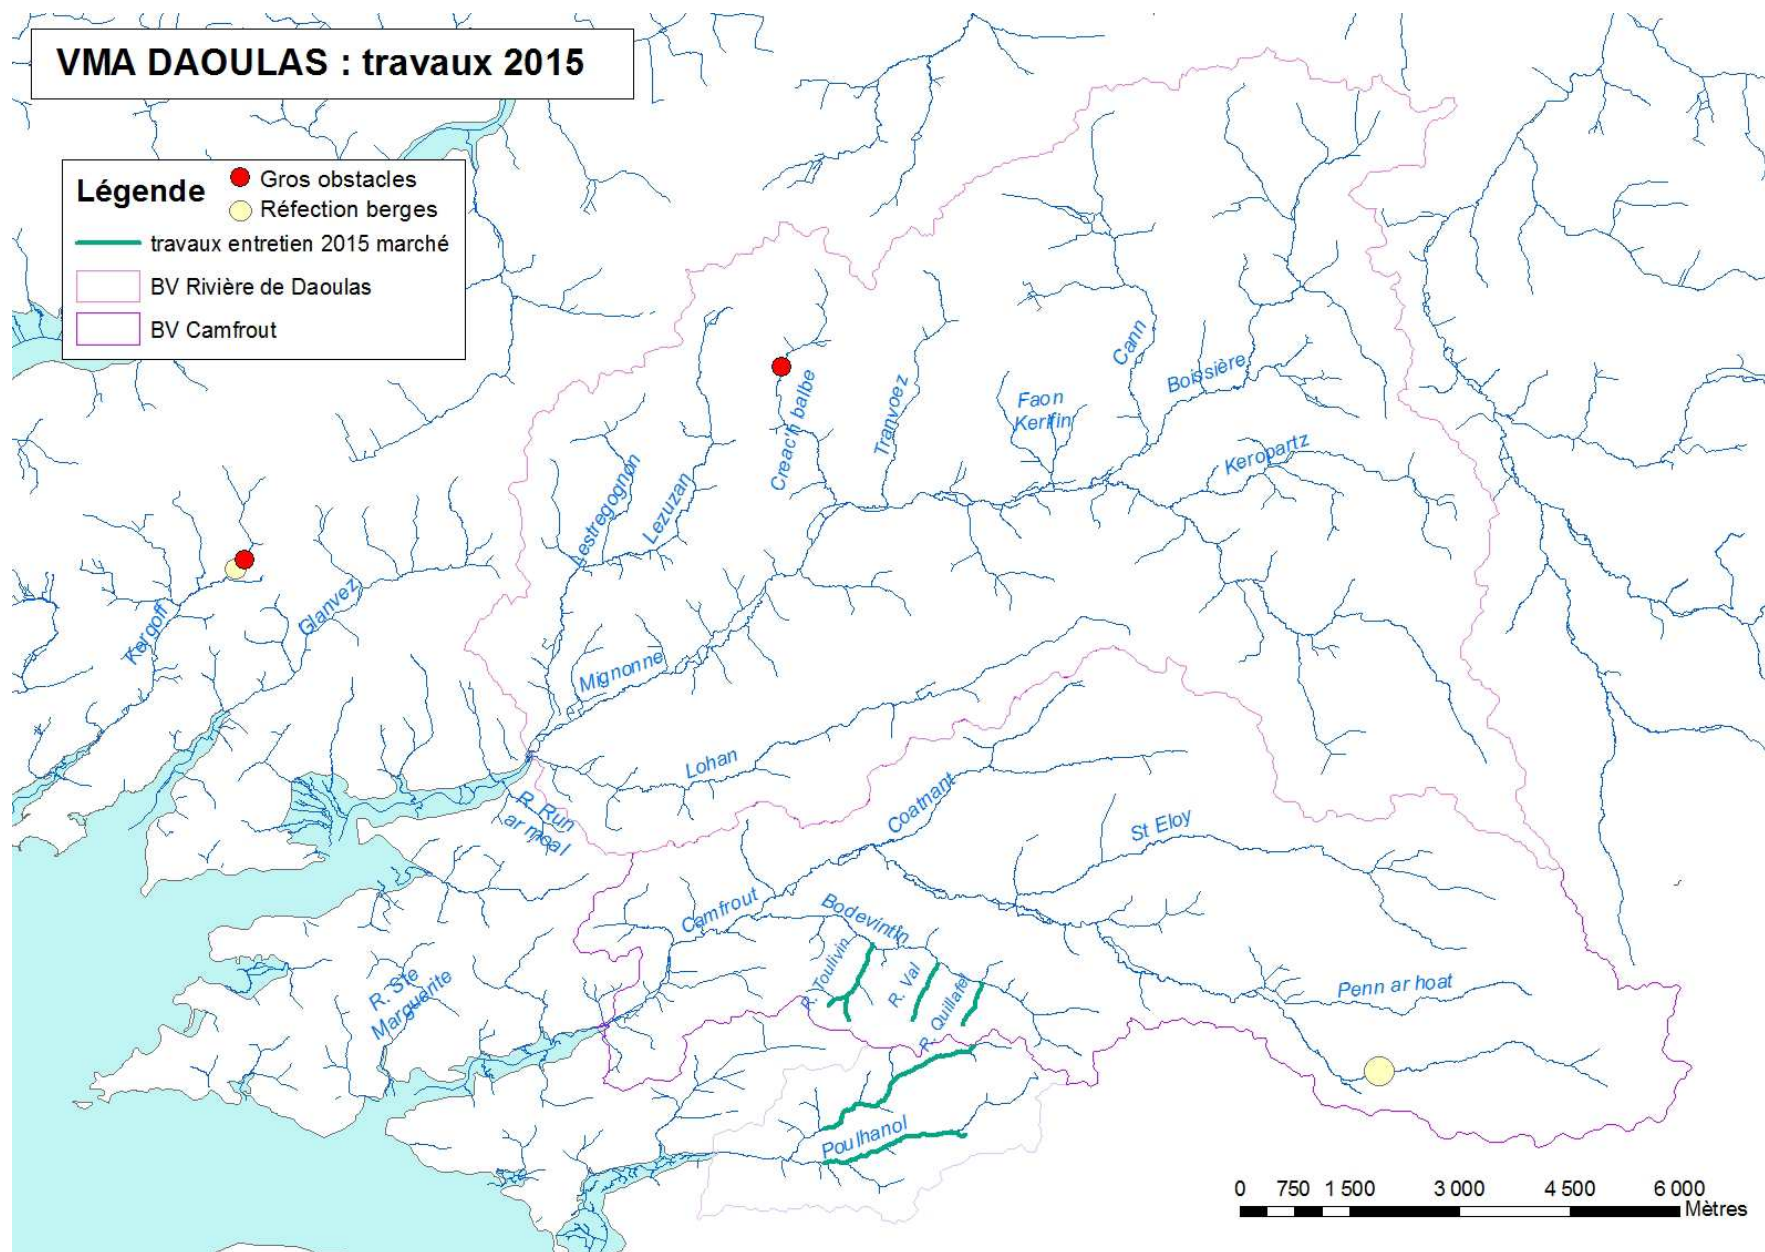 VMA DAOULAS : travaux 2015
Légende
Gros obstacles
Réfection berges
travaux entretien 2015 marché
BV Rivière de Daoulas
BV Camfrout
Cann
Boissière
Creac'h balbe
Tranvoez
Faon
Kerifin
Keropartz
Lestregognon
Lezuzan
Kergoff
Glanvez
Mignonne
Lohan
R. Run
ar moal
Coatnant
St Eloy
Camfrout
Bodevintin
R. Toulivin
R. Val
R. Quillafel
R. Ste
Marguerite
Penn ar hoat
Poulhanol
0 750 1 500 3 000 4 500 6 000
Mètres